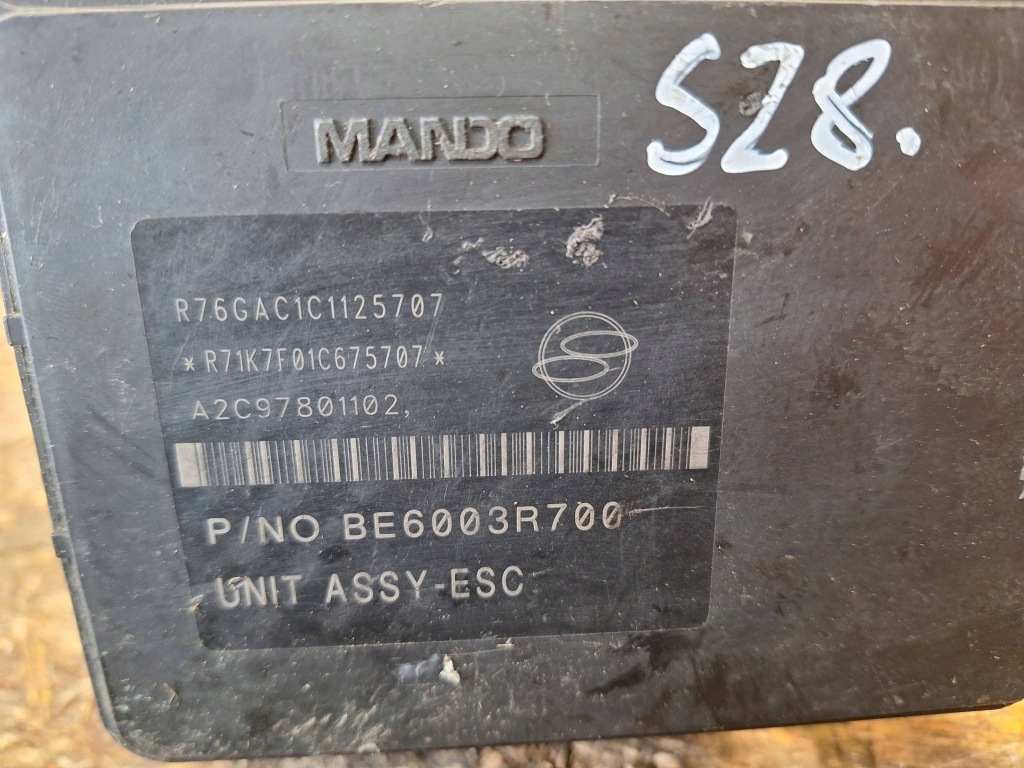 MANDO
528.
R76GAC1C1125707
*R71K7F01C675707*
A2C97801102,
P/NO BE6003R700
UNIT ASSY-ESC